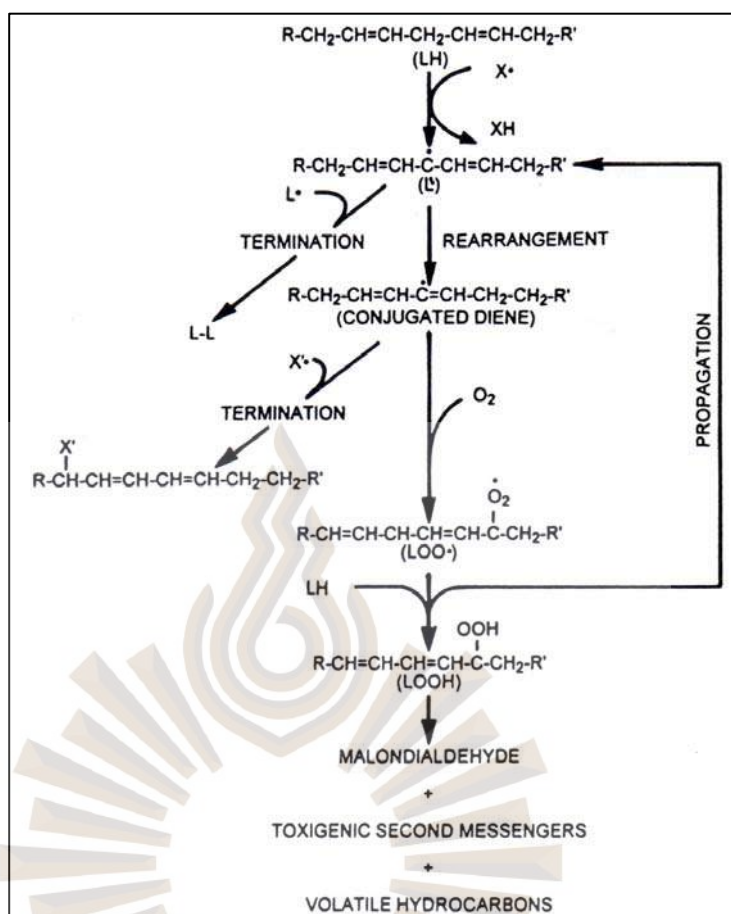 R-CH₂-CH=CH-CH₂-CH=CH-CH₂-R'
(LH)
X•
XH
R-CH₂-CH=CH-Ċ-CH=CH-CH₂-R'
(L•)
L•
TERMINATION
REARRANGEMENT
L-L
R-CH₂-CH=CH-Ċ=CH-CH₂-CH₂-R'
(CONJUGATED DIENE)
X'•
TERMINATION
O₂
PROPAGATION
X'
R-CH-CH=CH-CH=CH-CH₂-CH₂-R'
•
O₂
R-CH=CH-CH-CH=CH-C-CH₂-R'
(LOO•)
LH
OOH
R-CH=CH-CH=CH-C-CH₂-R'
(LOOH)
MALONDIALDEHYDE
+
TOXIGENIC SECOND MESSENGERS
+
VOLATILE HYDROCARBONS